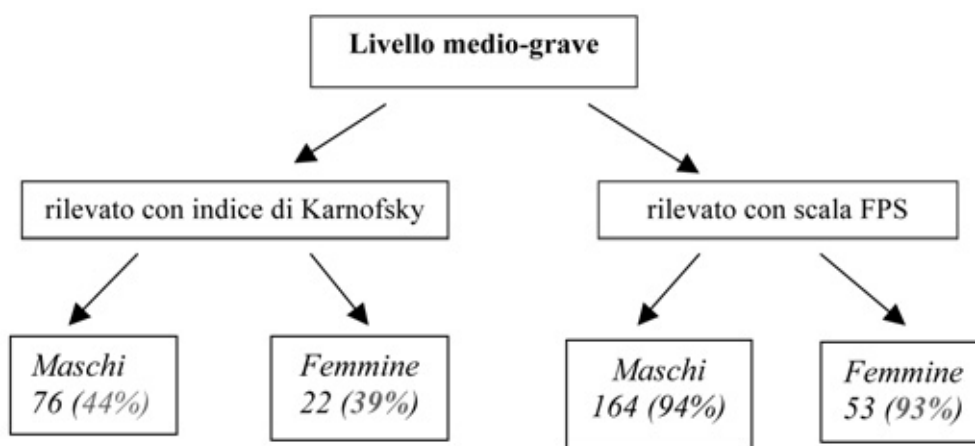 Livello medio-grave
rilevato con indice di Karnofsky
rilevato con scala FPS
Maschi
76 (44%)
Femmine
22 (39%)
Maschi
164 (94%)
Femmine
53 (93%)